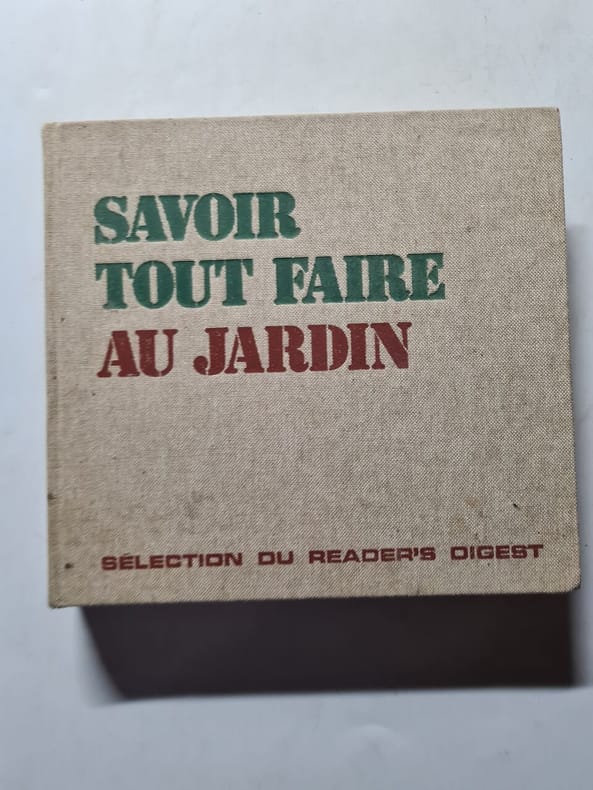 SAVOIR
TOUT FAIRE
AU JARDIN
SÉLECTION DU READER'S DIGEST